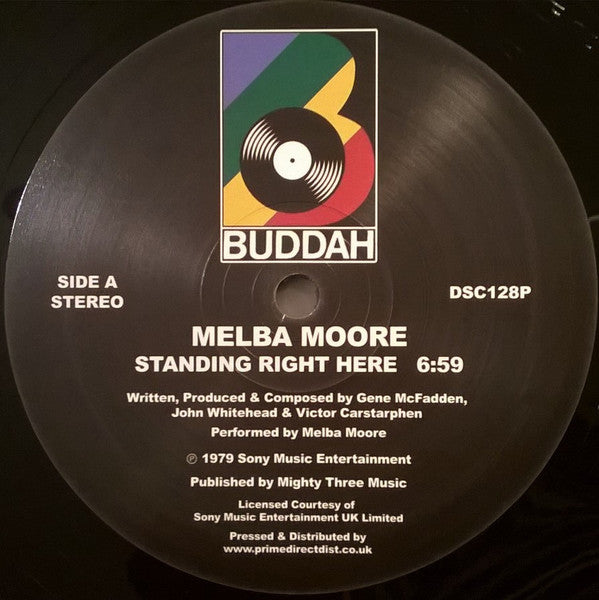 BUDDAH
SIDE A
STEREO
DSC128P
MELBA MOORE
STANDING RIGHT HERE 6:59
Written, Produced & Composed by Gene McFadden,
John Whitehead & Victor Carstarphen
Performed by Melba Moore
℗ 1979 Sony Music Entertainment
Published by Mighty Three Music
Licensed Courtesy of
Sony Music Entertainment UK Limited
Pressed & Distributed by
www.primedirectdist.co.uk